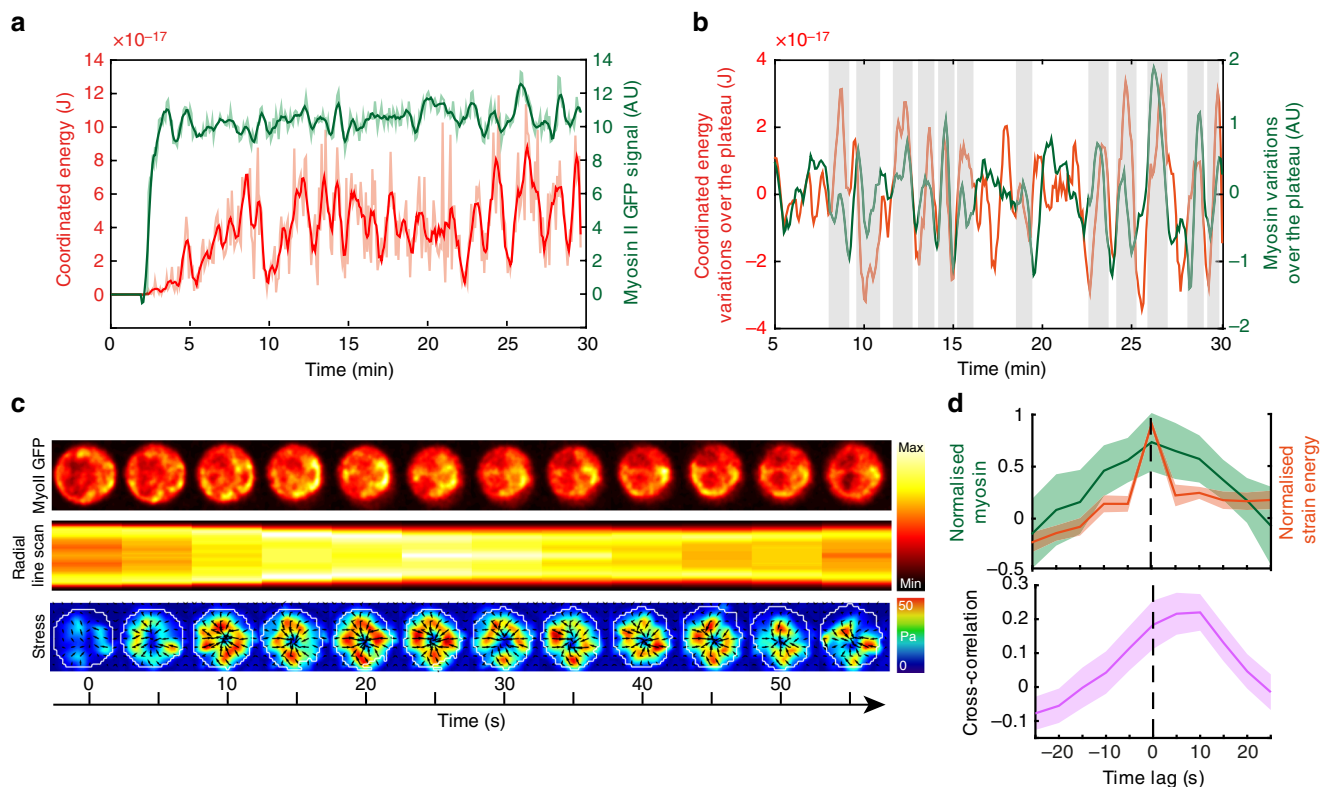 a
×10⁻¹⁷
14
12
10
8
6
4
2
0
Coordinated energy (J)
14
12
10
8
6
4
2
0
Myosin II GFP signal (AU)
0 5 10 15 20 25 30
Time (min)
b
×10⁻¹⁷
4
2
0
−2
−4
Coordinated energy
variations over the plateau (J)
2
1
0
−1
−2
Myosin variations
over the plateau (AU)
5 10 15 20 25 30
Time (min)
c
MyoII GFP
Radial
line scan
Stress
Max
Min
50
Pa
0
0 10 20 30 40 50
Time (s)
d
1
0.5
0
−0.5
Normalised
myosin
Normalised
strain energy
0.3
0.2
0.1
0
−0.1
Cross-correlation
−20 −10 0 10 20
Time lag (s)